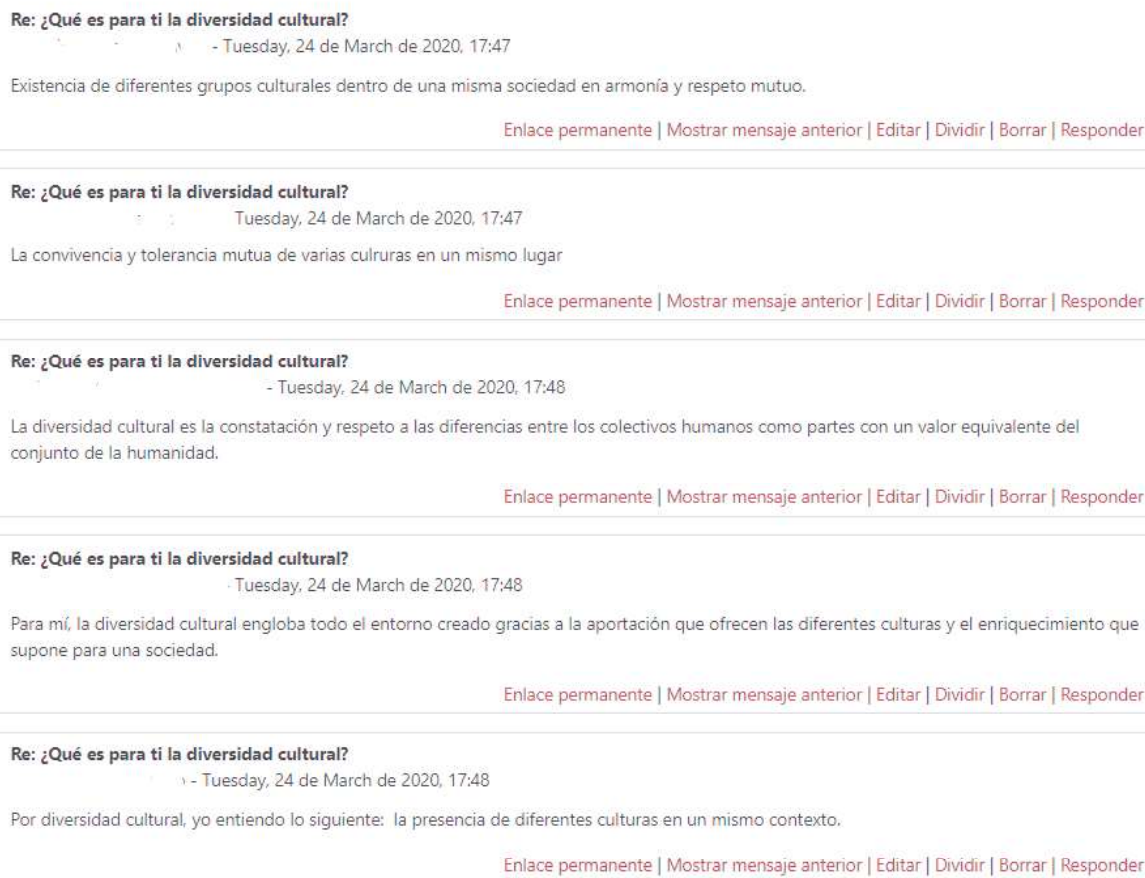 Re: ¿Qué es para ti la diversidad cultural?
- Tuesday, 24 de March de 2020, 17:47
Existencia de diferentes grupos culturales dentro de una misma sociedad en armonía y respeto mutuo.
Enlace permanente | Mostrar mensaje anterior | Editar | Dividir | Borrar | Responder
Re: ¿Qué es para ti la diversidad cultural?
Tuesday, 24 de March de 2020, 17:47
La convivencia y tolerancia mutua de varias culruras en un mismo lugar
Enlace permanente | Mostrar mensaje anterior | Editar | Dividir | Borrar | Responder
Re: ¿Qué es para ti la diversidad cultural?
- Tuesday, 24 de March de 2020, 17:48
La diversidad cultural es la constatación y respeto a las diferencias entre los colectivos humanos como partes con un valor equivalente del
conjunto de la humanidad.
Enlace permanente | Mostrar mensaje anterior | Editar | Dividir | Borrar | Responder
Re: ¿Qué es para ti la diversidad cultural?
Tuesday, 24 de March de 2020, 17:48
Para mí, la diversidad cultural engloba todo el entorno creado gracias a la aportación que ofrecen las diferentes culturas y el enriquecimiento que
supone para una sociedad.
Enlace permanente | Mostrar mensaje anterior | Editar | Dividir | Borrar | Responder
Re: ¿Qué es para ti la diversidad cultural?
- Tuesday, 24 de March de 2020, 17:48
Por diversidad cultural, yo entiendo lo siguiente: la presencia de diferentes culturas en un mismo contexto.
Enlace permanente | Mostrar mensaje anterior | Editar | Dividir | Borrar | Responder